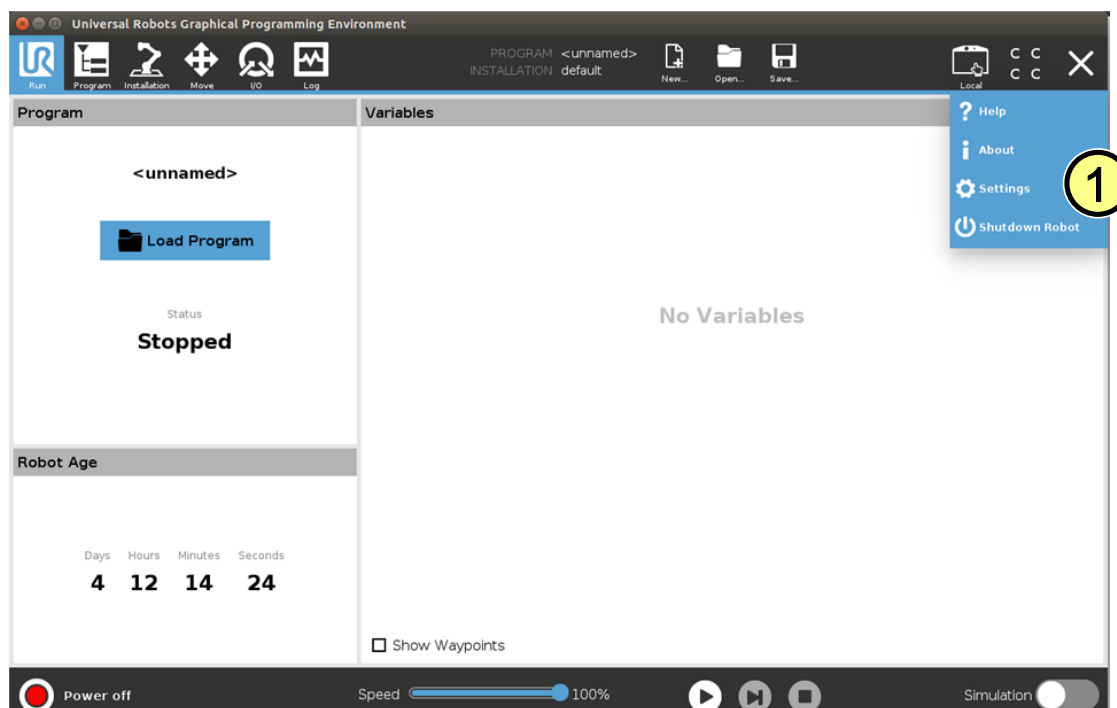 Universal Robots Graphical Programming Environment
UR
Run
Program
Installation
Move
I/O
Log
PROGRAM <unnamed>
INSTALLATION default
New...
Open...
Save...
Local
C C
C C
Program
Variables
? Help
i About
Settings
Shutdown Robot
1
<unnamed>
Load Program
Status
Stopped
No Variables
Robot Age
Days Hours Minutes Seconds
4 12 14 24
Show Waypoints
Power off
Speed 100%
Simulation